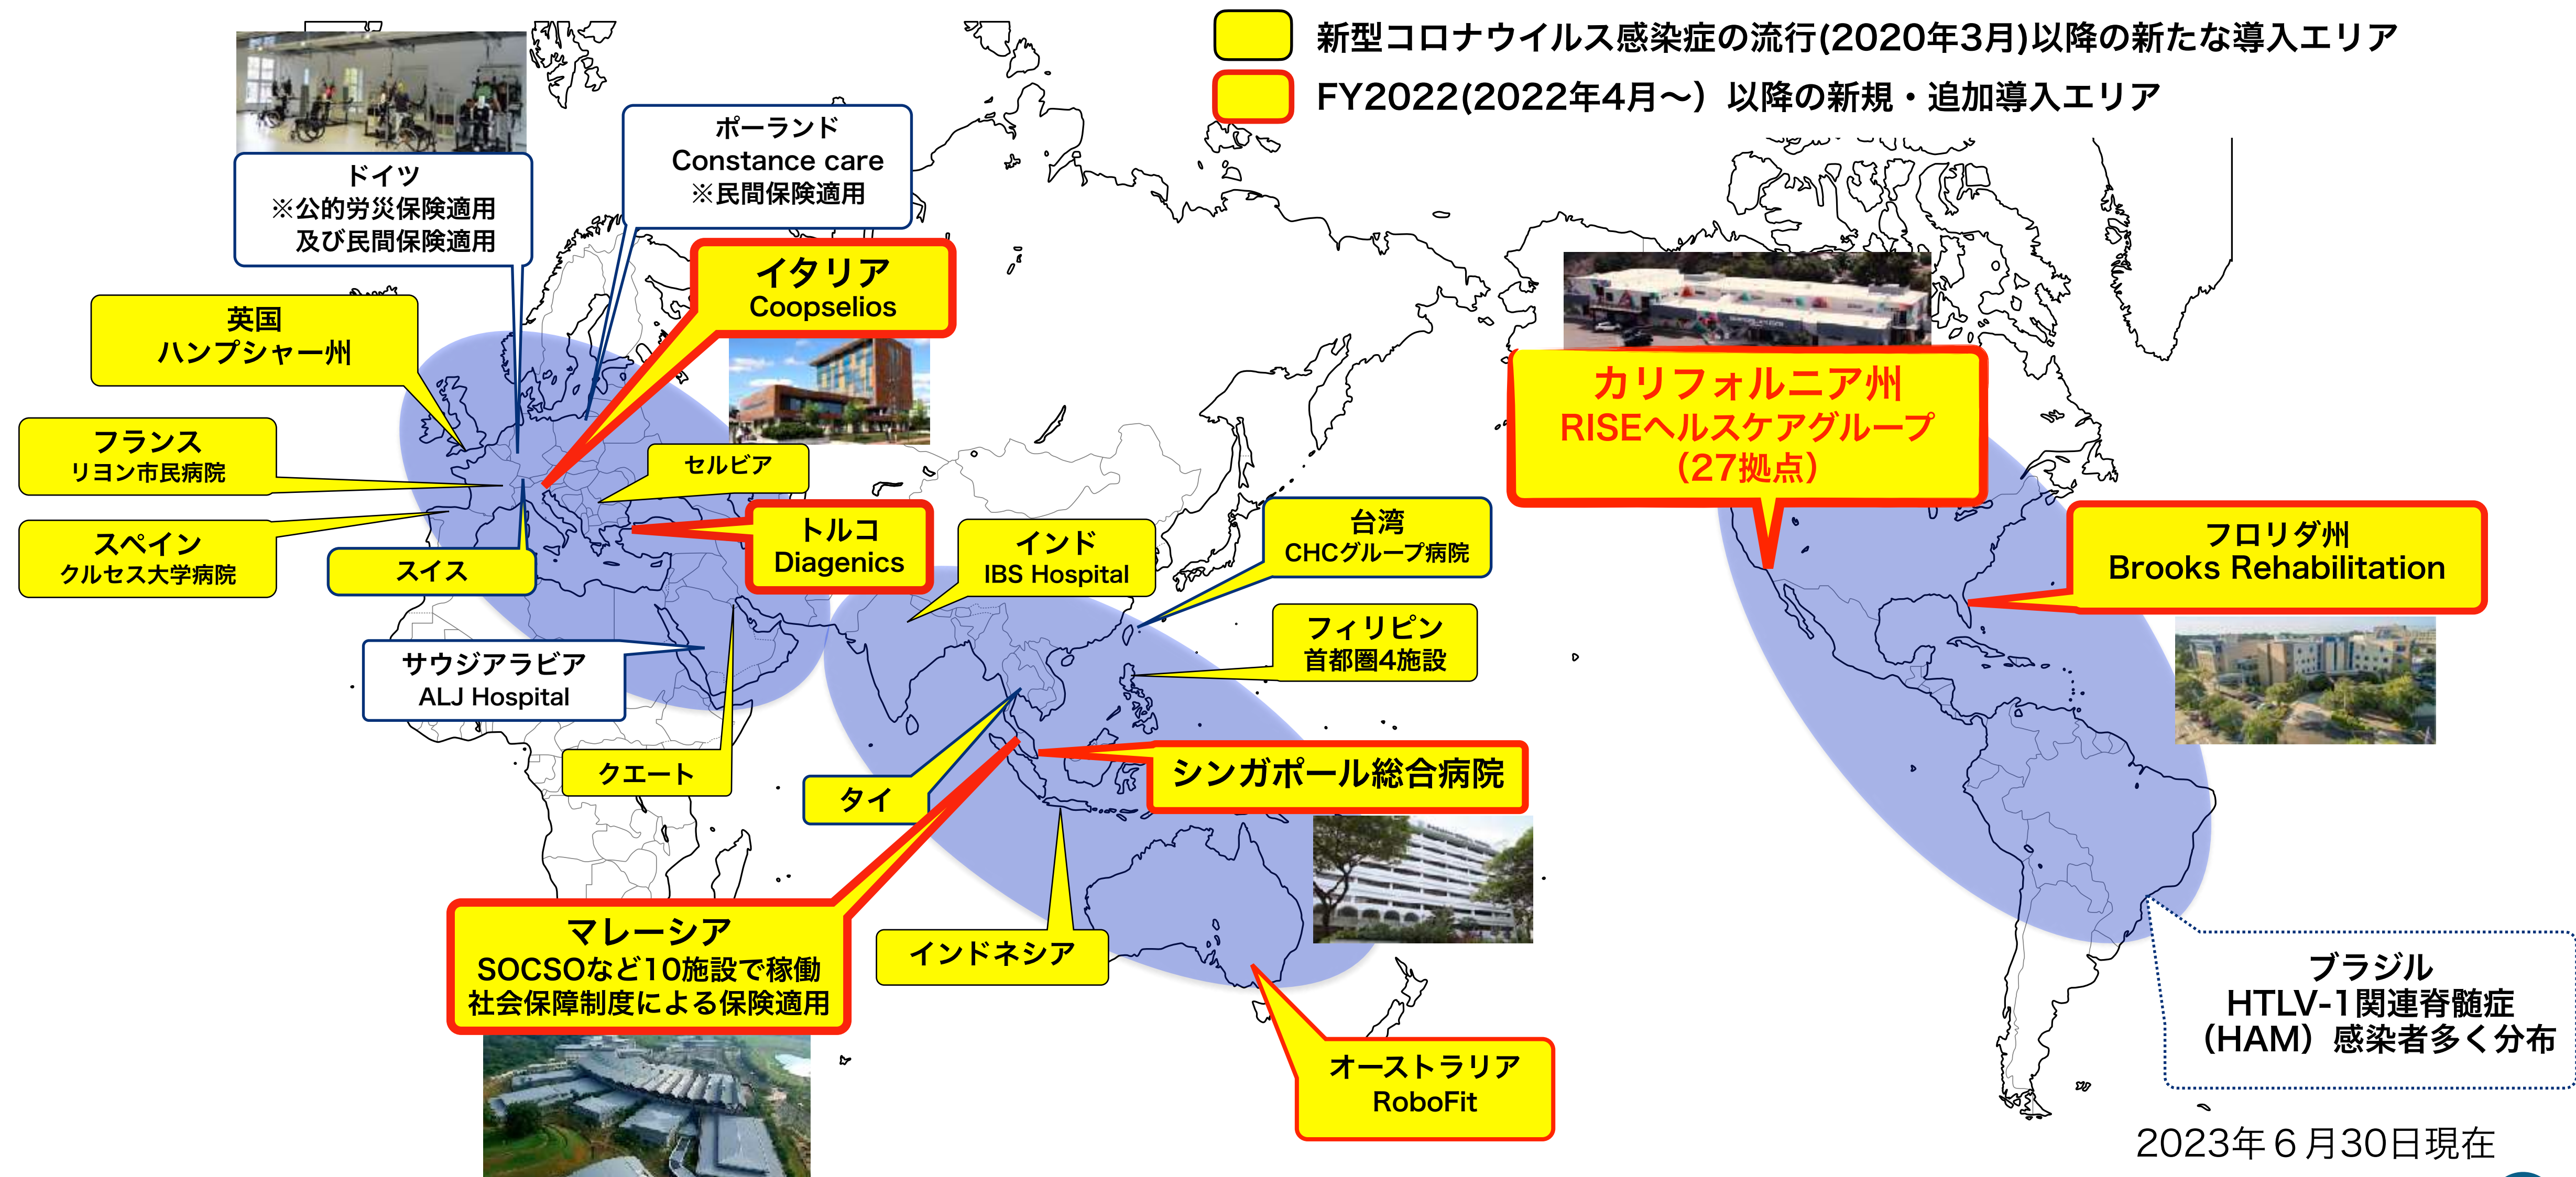 新型コロナウイルス感染症の流行(2020年3月)以降の新たな導入エリア
FY2022(2022年4月〜）以降の新規・追加導入エリア
ドイツ
※公的労災保険適用
及び民間保険適用
ポーランド
Constance care
※民間保険適用
イタリア
Coopselios
英国
ハンプシャー州
フランス
リヨン市民病院
スペイン
クルセス大学病院
スイス
セルビア
トルコ
Diagenics
サウジアラビア
ALJ Hospital
クエート
インド
IBS Hospital
台湾
CHCグループ病院
フィリピン
首都圏4施設
タイ
シンガポール総合病院
マレーシア
SOCSOなど10施設で稼働
社会保障制度による保険適用
インドネシア
オーストラリア
RoboFit
カリフォルニア州
RISEヘルスケアグループ
（27拠点）
フロリダ州
Brooks Rehabilitation
ブラジル
HTLV-1関連脊髄症
（HAM）感染者多く分布
2023年６月30日現在